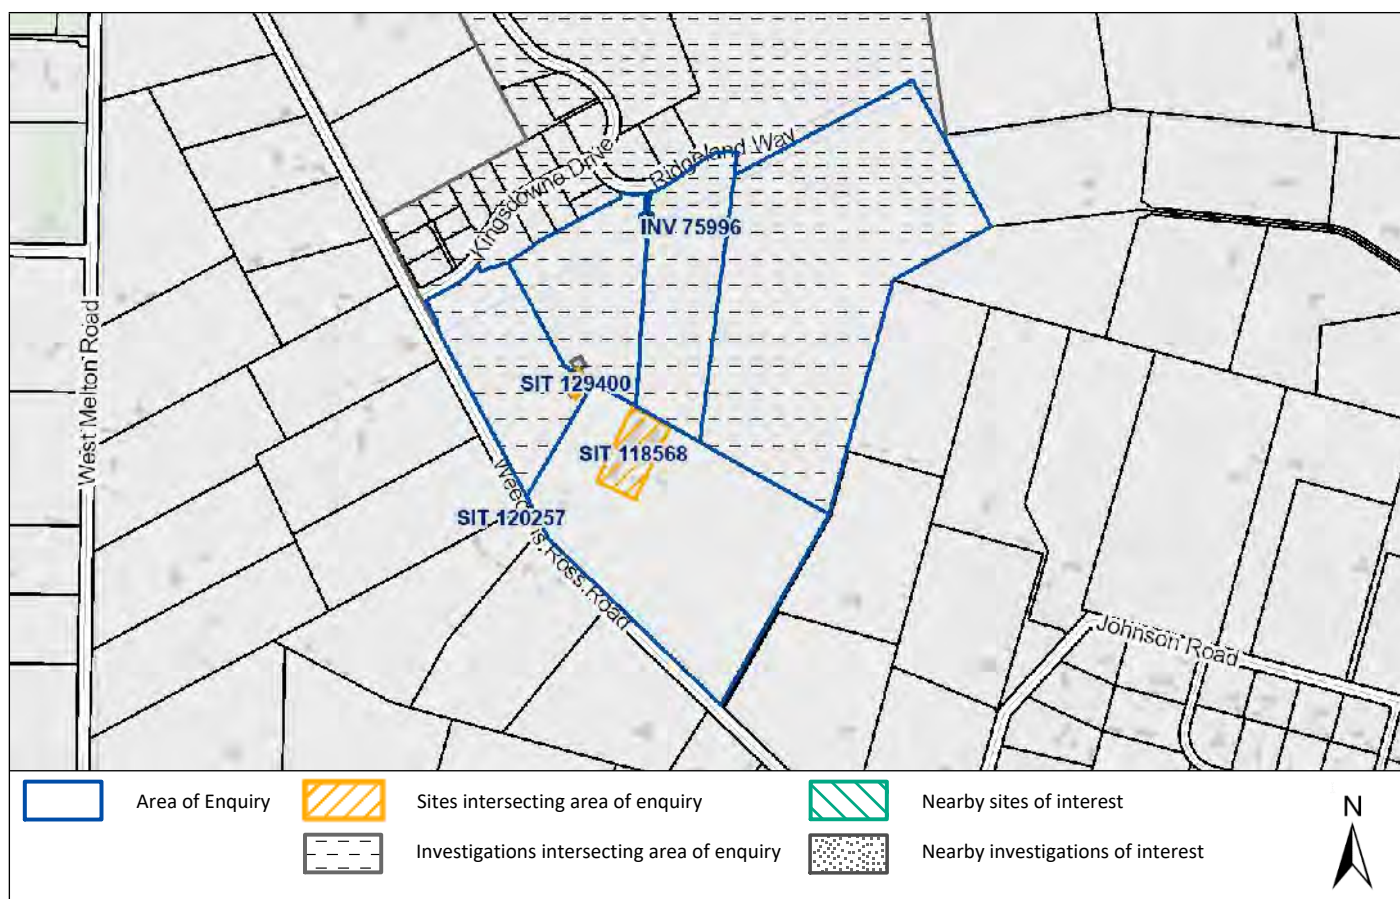 Ridgeland Way
Kingsdowne Drive
INV 75996
West Melton Road
SIT 129400
SIT 118568
SIT 120257
Ross Road
Johnson Road
Area of Enquiry
Sites intersecting area of enquiry
Nearby sites of interest
Investigations intersecting area of enquiry
Nearby investigations of interest
N